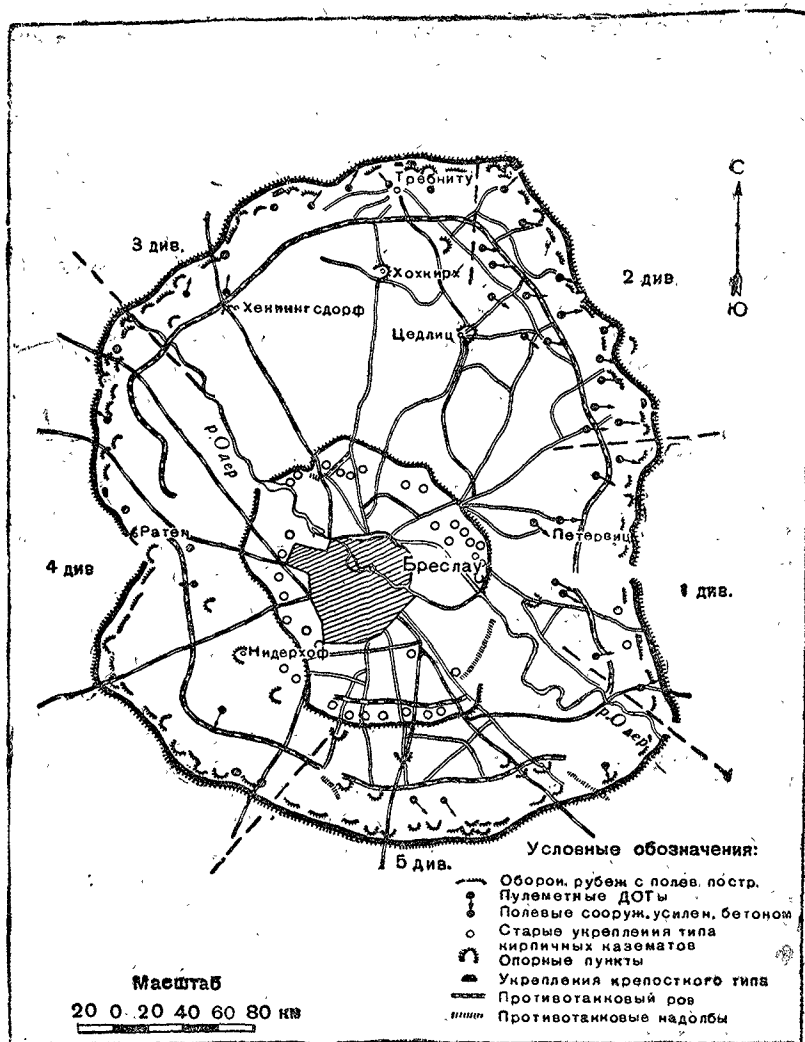 С
Ю
Требниту
3 див.
2 див
Хохкирх
Хенингсдорф
Цедлиц
р.Одер
Петервиц
Ратен
Бреслау
4 див
1 див.
Нидерхоф
р.Одер
5 див.
Условные обозначения:
Оборон. рубеж с полев. постр.
Пулеметные ДОТы
Полевые сооруж. усилен. бетоном
Старые укрепления типа
кирпичных казематов
Опорные пункты
Укрепления крепостного типа
Противотанковый ров
Противотанковые надолбы
Масштаб
20 0 20 40 60 80 км